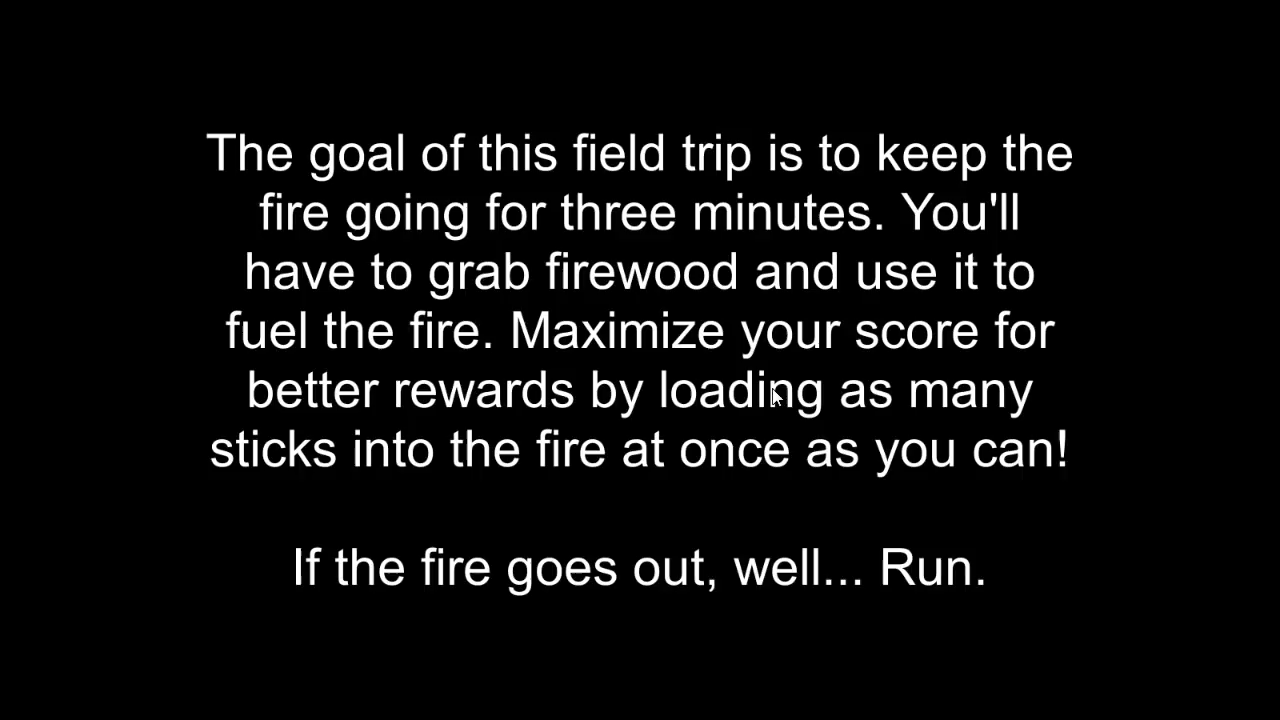 The goal of this field trip is to keep the
fire going for three minutes. You'll
have to grab firewood and use it to
fuel the fire. Maximize your score for
better rewards by loading as many
sticks into the fire at once as you can!
If the fire goes out, well... Run.